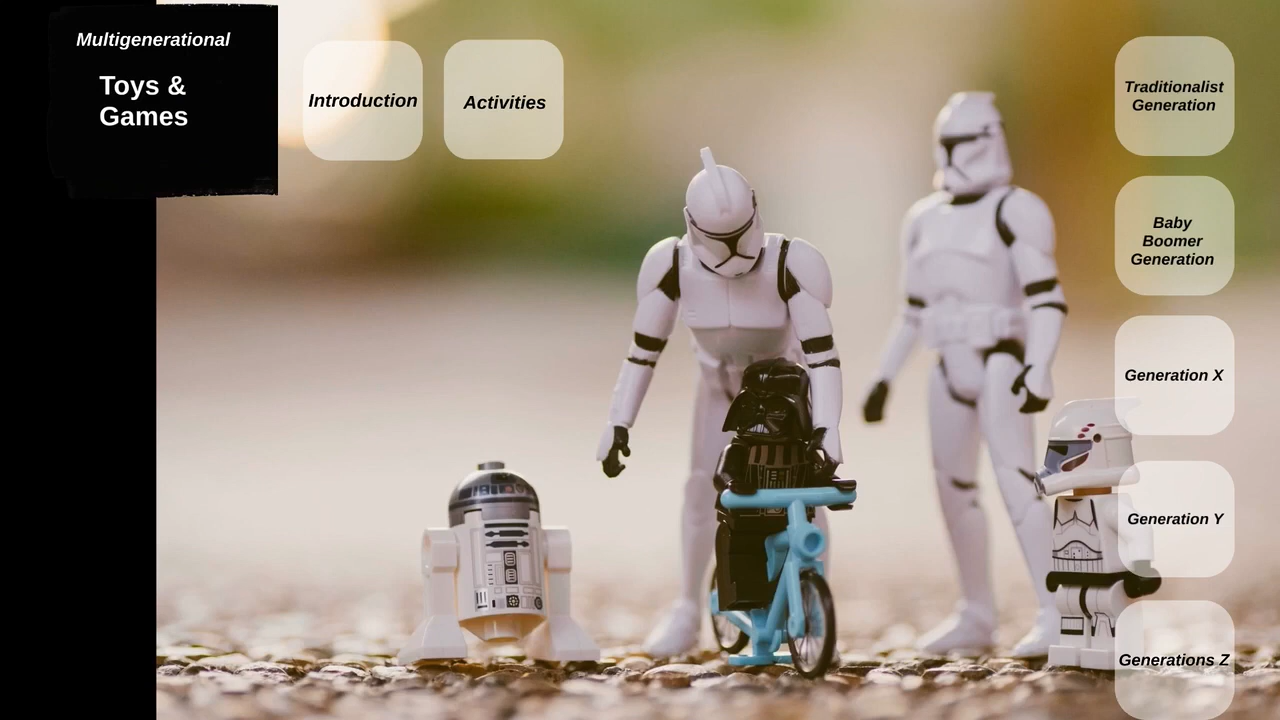 Multigenerational
Toys &
Games
Introduction
Activities
Traditionalist
Generation
Baby
Boomer
Generation
Generation X
Generation Y
Generations Z